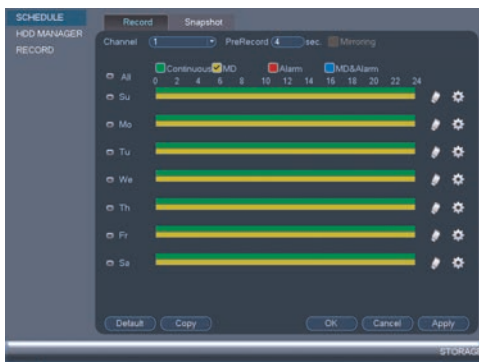 SCHEDULE
HDD MANAGER
RECORD
Record Snapshot
Channel 1 PreRecord 4 sec. Mirroring
All Continuous MD Alarm MD&Alarm
0 2 4 6 8 10 12 14 16 18 20 22 24
Su
Mo
Tu
We
Th
Fr
Sa
Default Copy OK Cancel Apply
STORAG